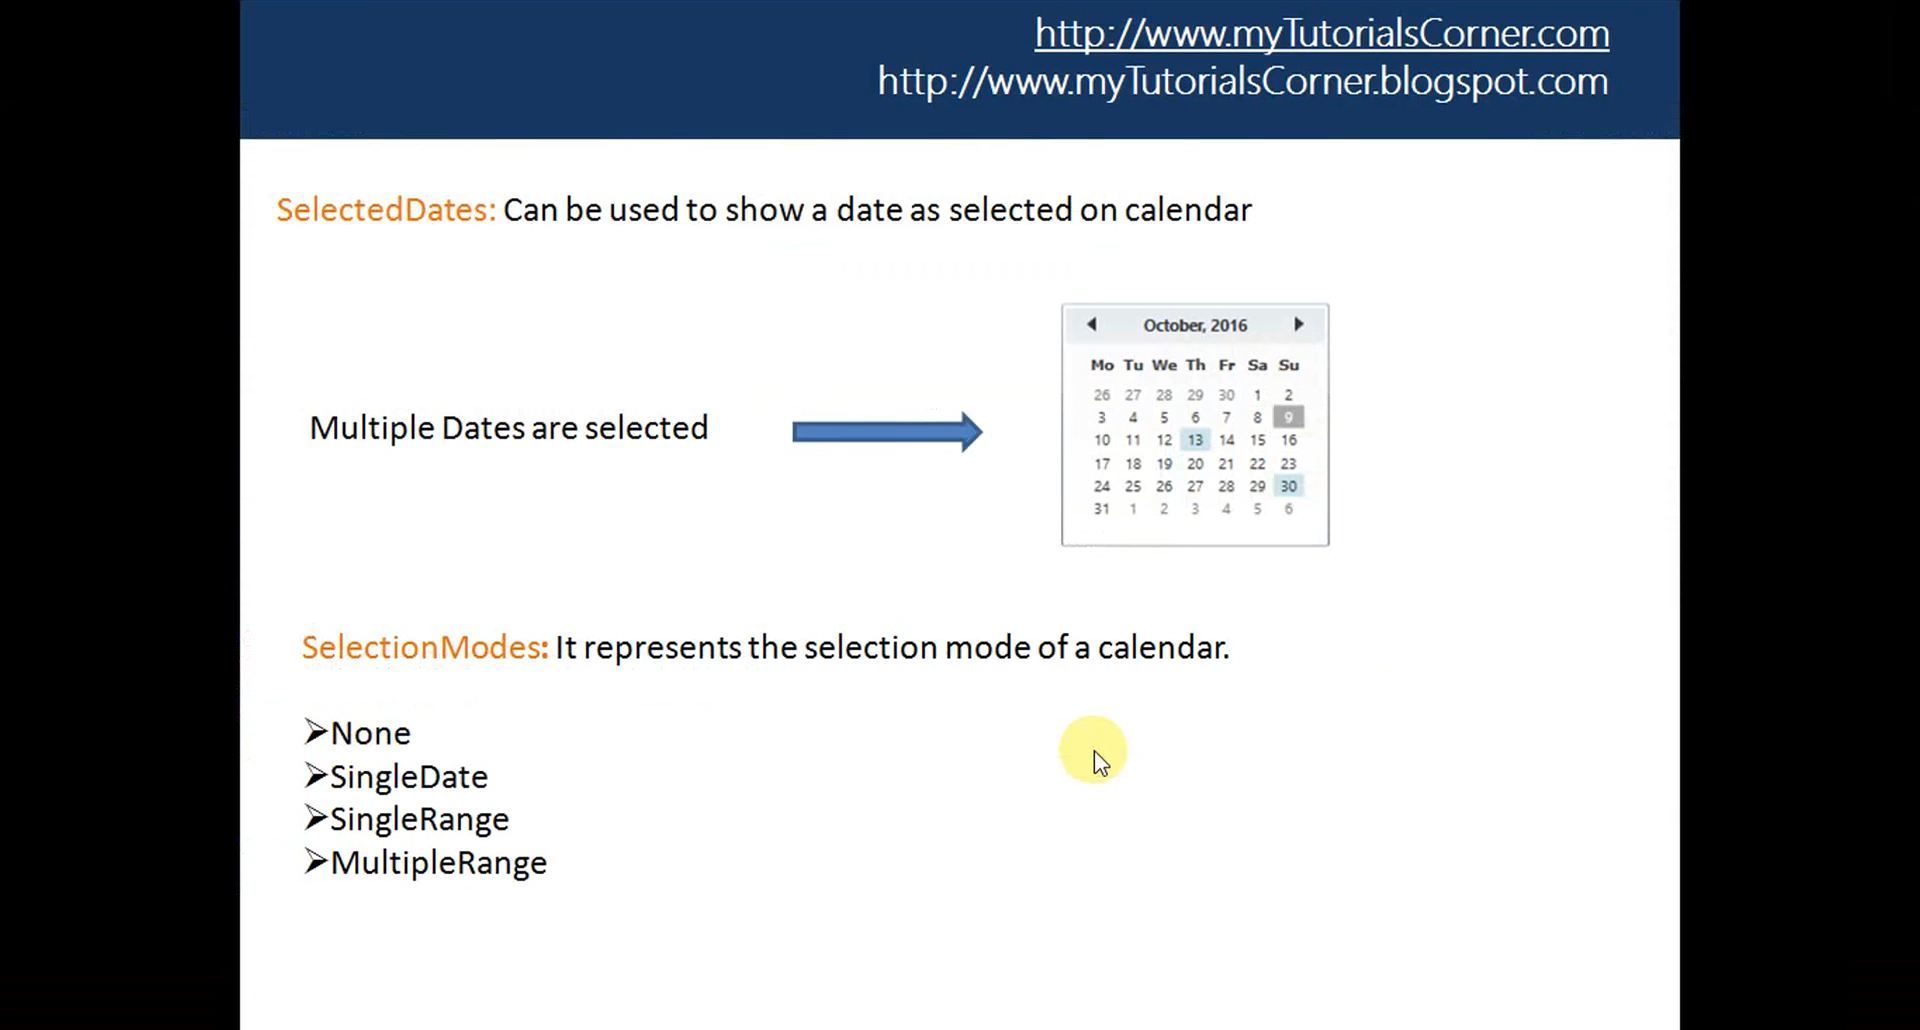 http://www.myTutorialsCorner.com
http://www.myTutorialsCorner.blogspot.com
SelectedDates: Can be used to show a date as selected on calendar
Multiple Dates are selected
October, 2016
Mo Tu We Th Fr Sa Su
26 27 28 29 30 1 2
3 4 5 6 7 8 9
10 11 12 13 14 15 16
17 18 19 20 21 22 23
24 25 26 27 28 29 30
31 1 2 3 4 5 6
SelectionModes: It represents the selection mode of a calendar.
➢None
➢SingleDate
➢SingleRange
➢MultipleRange